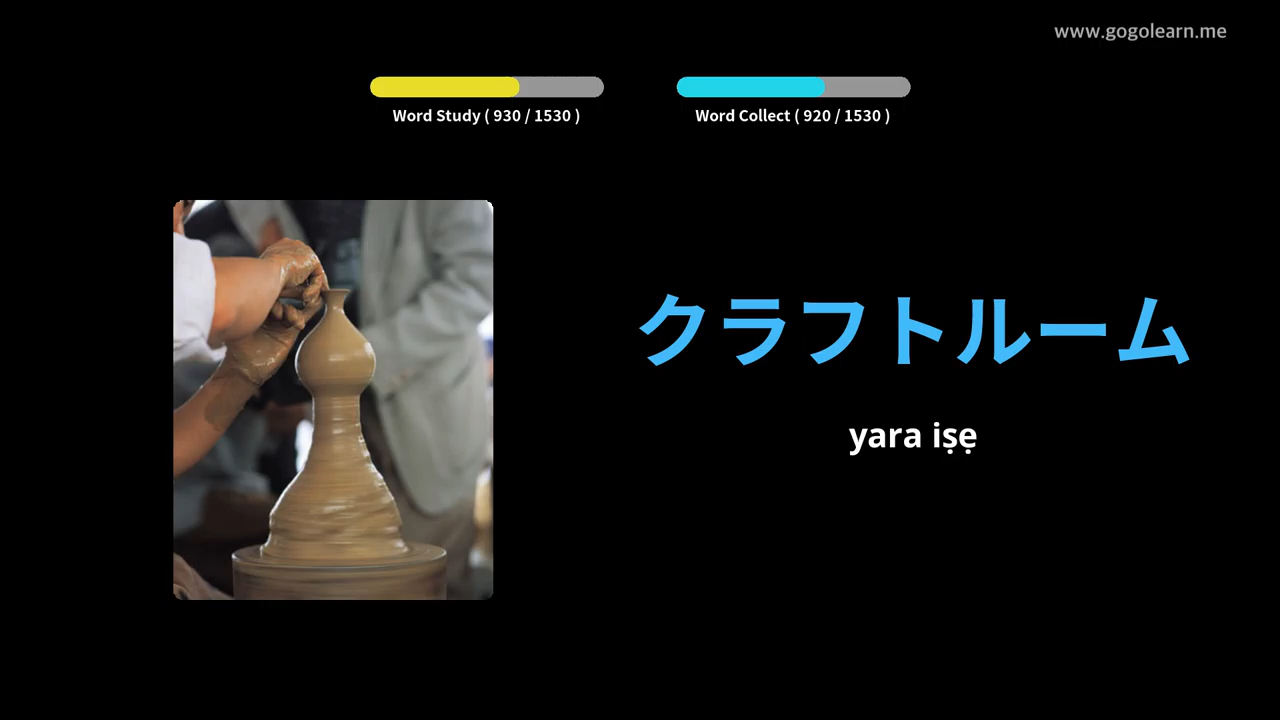 www.gogolearn.me
Word Study ( 930 / 1530 )
Word Collect ( 920 / 1530 )
クラフトルーム
yara iṣẹ